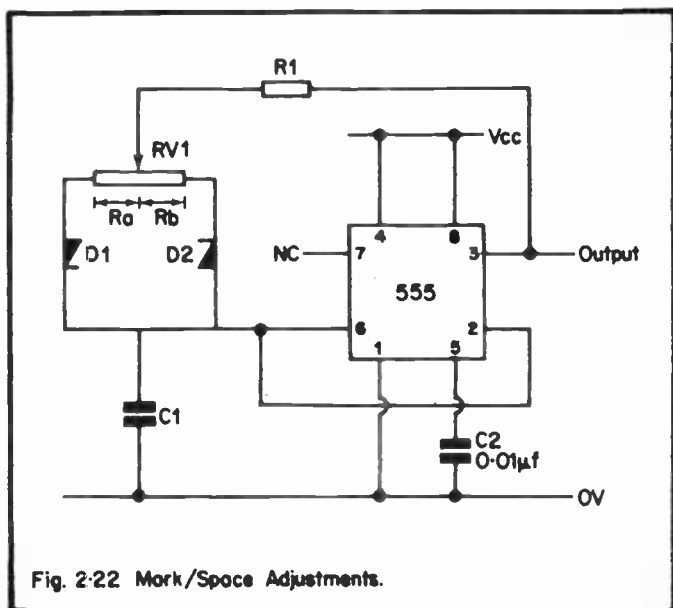 R1
RV1
Vcc
Ra Rb
4 8
D1 D2 NC 7 3 Output
555
6 2
1 5
C1
C2
0·01µf
0V
Fig. 2·22 Mark/Space Adjustments.